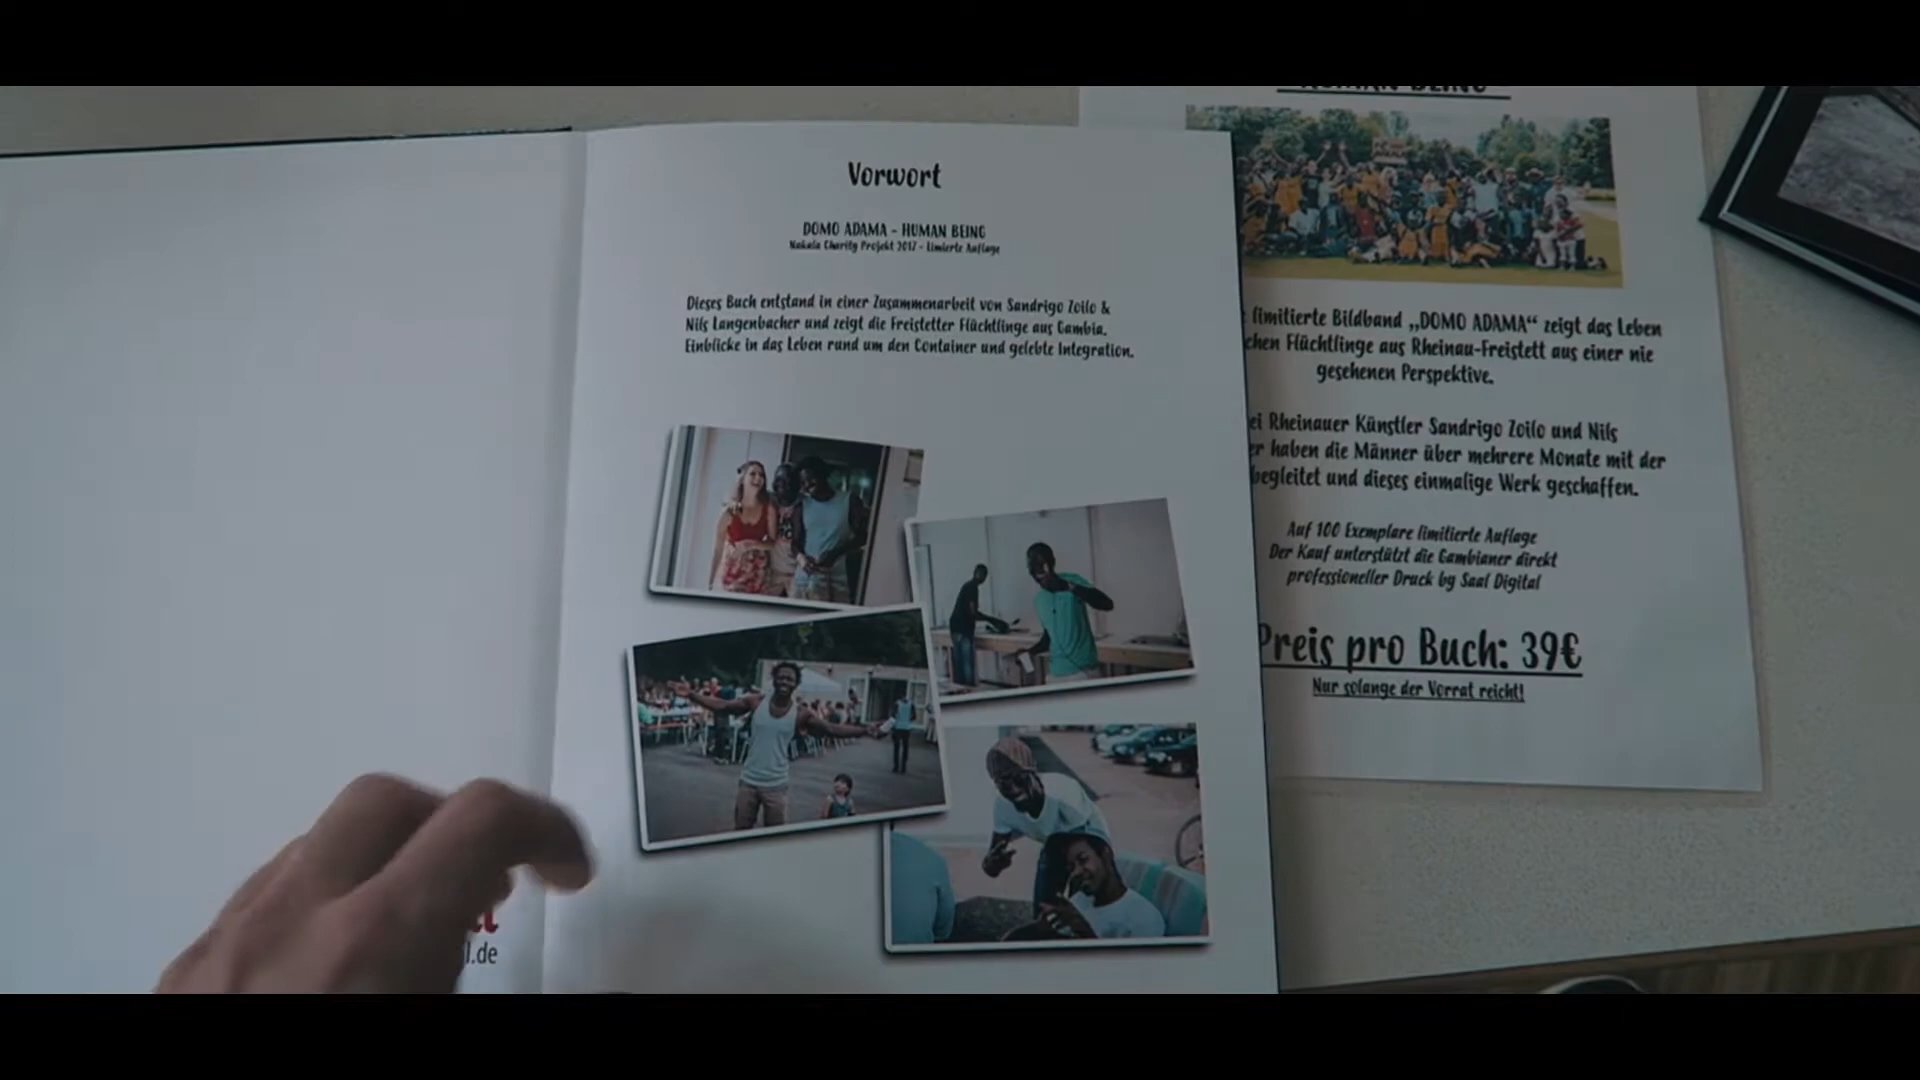 Vorwort
DOMO ADAMA - HUMAN BEING
Nakala Charity Projekt 2017 - Limierte Auflage
Dieses Buch entstand in einer Zusammenarbeit von Sandrigo Zoilo &
Nils Langenbacher und zeigt die Freistetter Flüchtlinge aus Gambia.
Einblicke in das Leben rund um den Container und gelebte Integration.
l.de
limitierte Bildband „DOMO ADAMA“ zeigt das Leben
chen Flüchtlinge aus Rheinau-Freistett aus einer nie
gesehenen Perspektive.
ei Rheinauer Künstler Sandrigo Zoilo und Nils
er haben die Männer über mehrere Monate mit der
begleitet und dieses einmalige Werk geschaffen.
Auf 100 Exemplare limitierte Auflage
Der Kauf unterstützt die Gambianer direkt
professioneller Druck by Saal Digital
Preis pro Buch: 39€
Nur solange der Vorrat reicht!